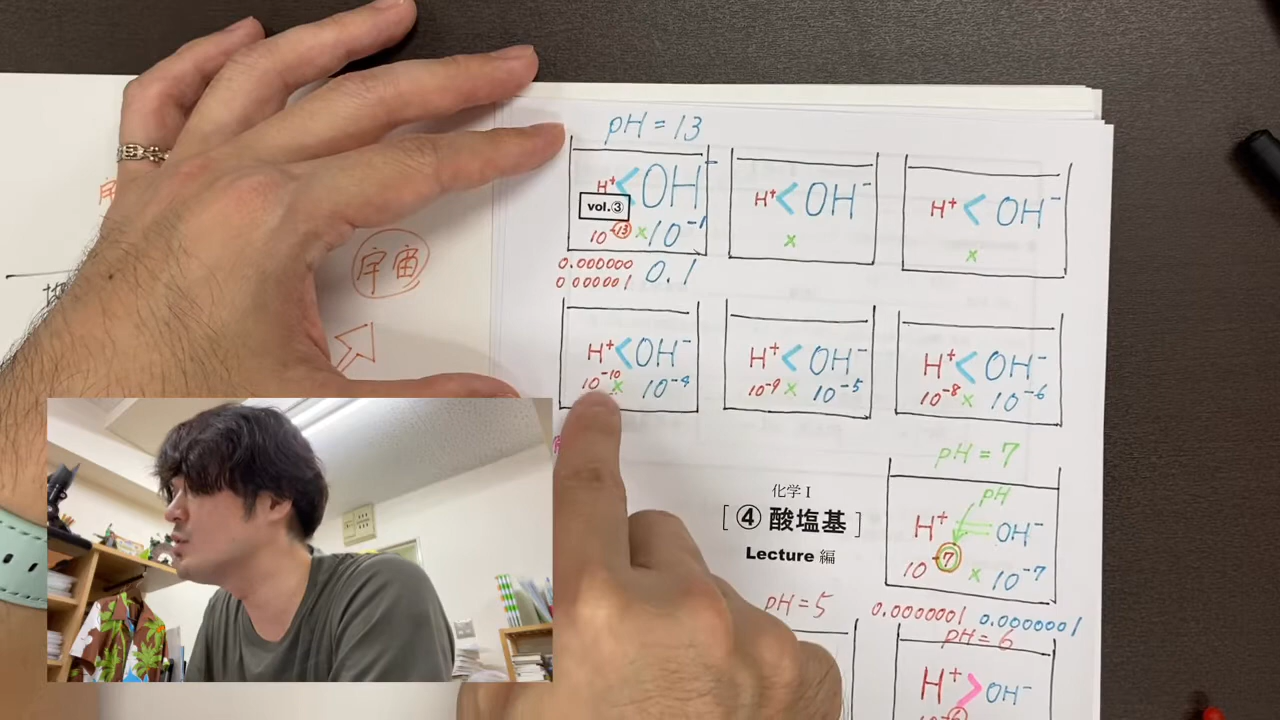 pH = 13
H⁺ < OH⁻
vol.③
10⁻¹³ × 10⁻¹
0.000000
0.1
0000001
H⁺ < OH⁻
×
H⁺ < OH⁻
×
H⁺ < OH⁻
10⁻¹⁰ × 10⁻⁴
H⁺ < OH⁻
10⁻⁹ × 10⁻⁵
H⁺ < OH⁻
10⁻⁸ × 10⁻⁶
宇宙
化学Ⅰ
[ ④ 酸塩基 ]
Lecture 編
pH = 7
pH
H⁺ = OH⁻
10⁻⁷ × 10⁻⁷
0.0000001 0.0000001
pH = 5
pH = 6
H⁺ > OH⁻